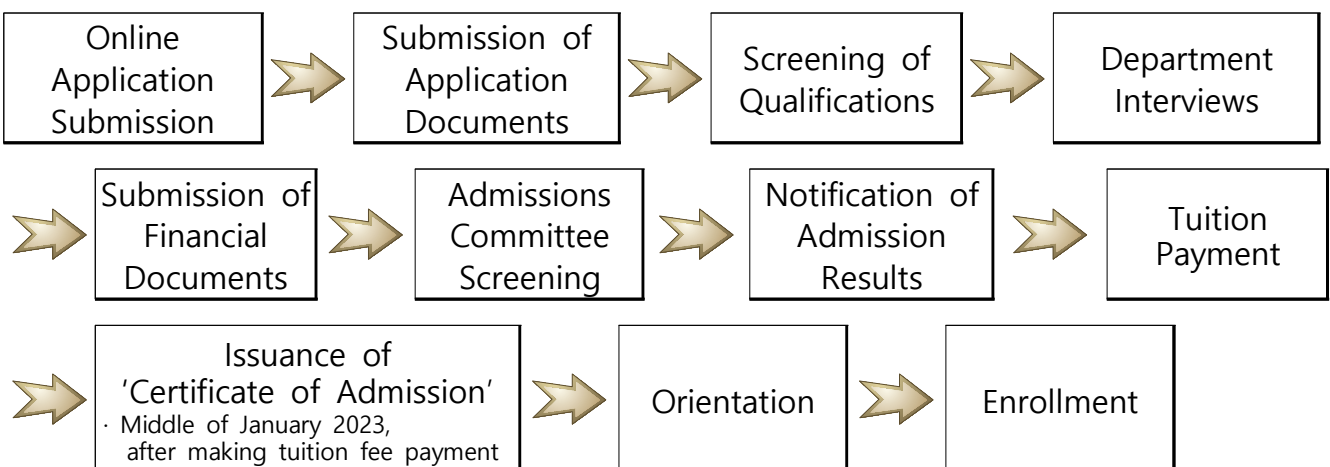 Online
Application
Submission
Submission of
Application
Documents
Screening of
Qualifications
Department
Interviews
Submission of
Financial
Documents
Admissions
Committee
Screening
Notification of
Admission
Results
Tuition
Payment
Issuance of
'Certificate of Admission'
· Middle of January 2023,
after making tuition fee payment
Orientation
Enrollment